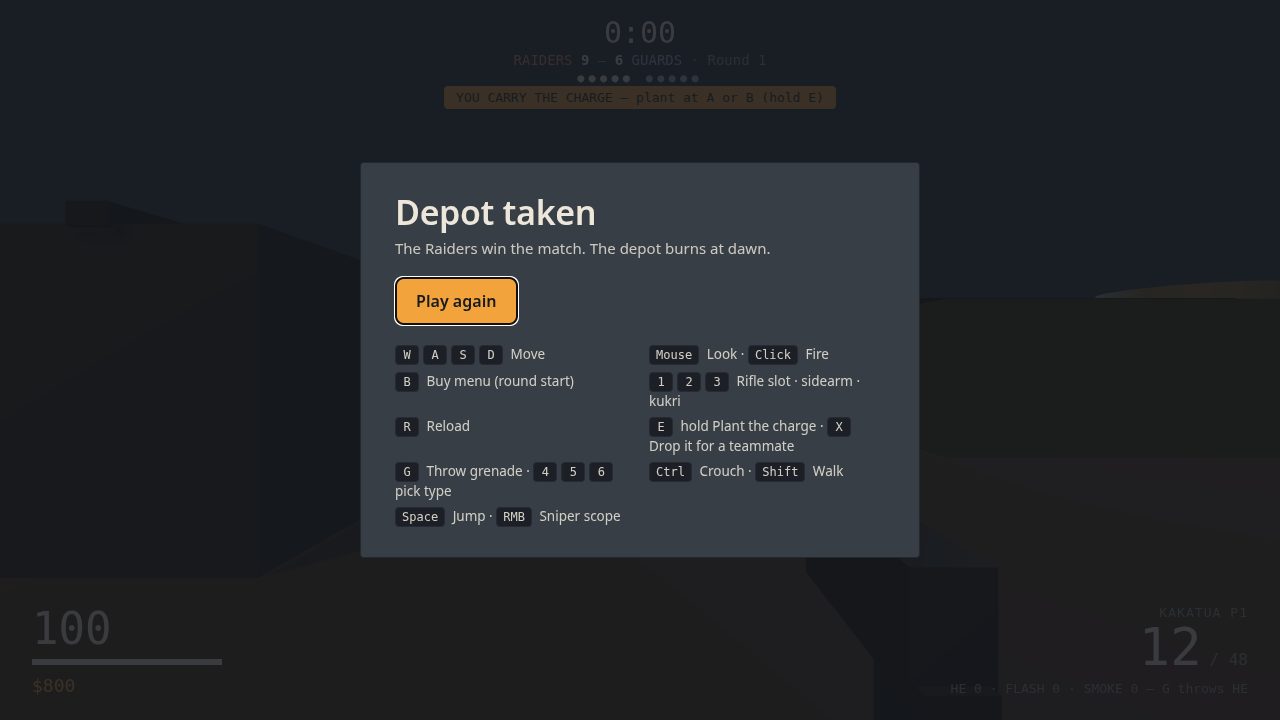 0:00
RAIDERS 9 — 6 GUARDS · Round 1
YOU CARRY THE CHARGE — plant at A or B (hold E)
Depot taken
The Raiders win the match. The depot burns at dawn.
Play again
W A S D Move
Mouse Look · Click Fire
B Buy menu (round start)
1 2 3 Rifle slot · sidearm ·
kukri
R Reload
E hold Plant the charge · X
Drop it for a teammate
G Throw grenade · 4 5 6
pick type
Ctrl Crouch · Shift Walk
Space Jump · RMB Sniper scope
100
$800
KAKATUA P1
12 / 48
HE 0 · FLASH 0 · SMOKE 0 — G throws HE